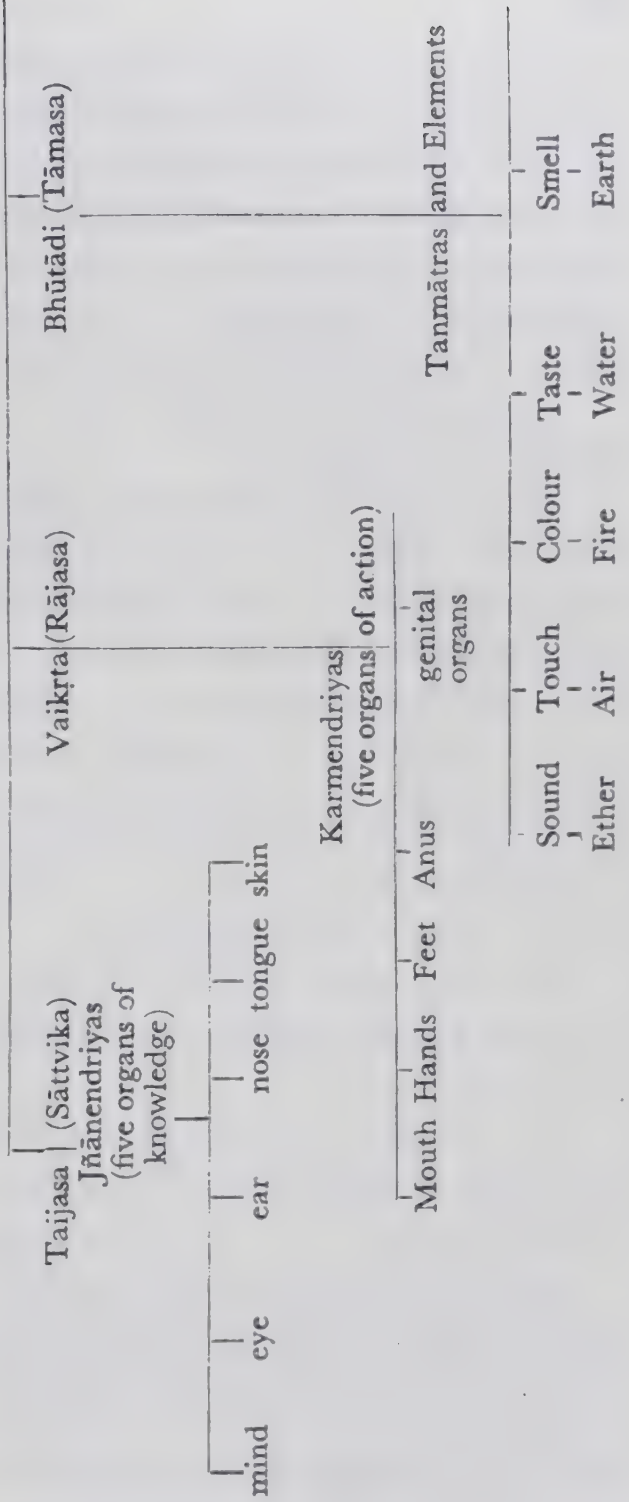 Taijasa (Sāttvika) Vaikṛta (Rājasa) Bhūtādi (Tāmasa)
Jñānendriyas
(five organs of
knowledge)
mind eye ear nose tongue skin
Karmendriyas
(five organs of action)
Mouth Hands Feet Anus genital
organs
Tanmātras and Elements
Sound Touch Colour Taste Smell
Ether Air Fire Water Earth